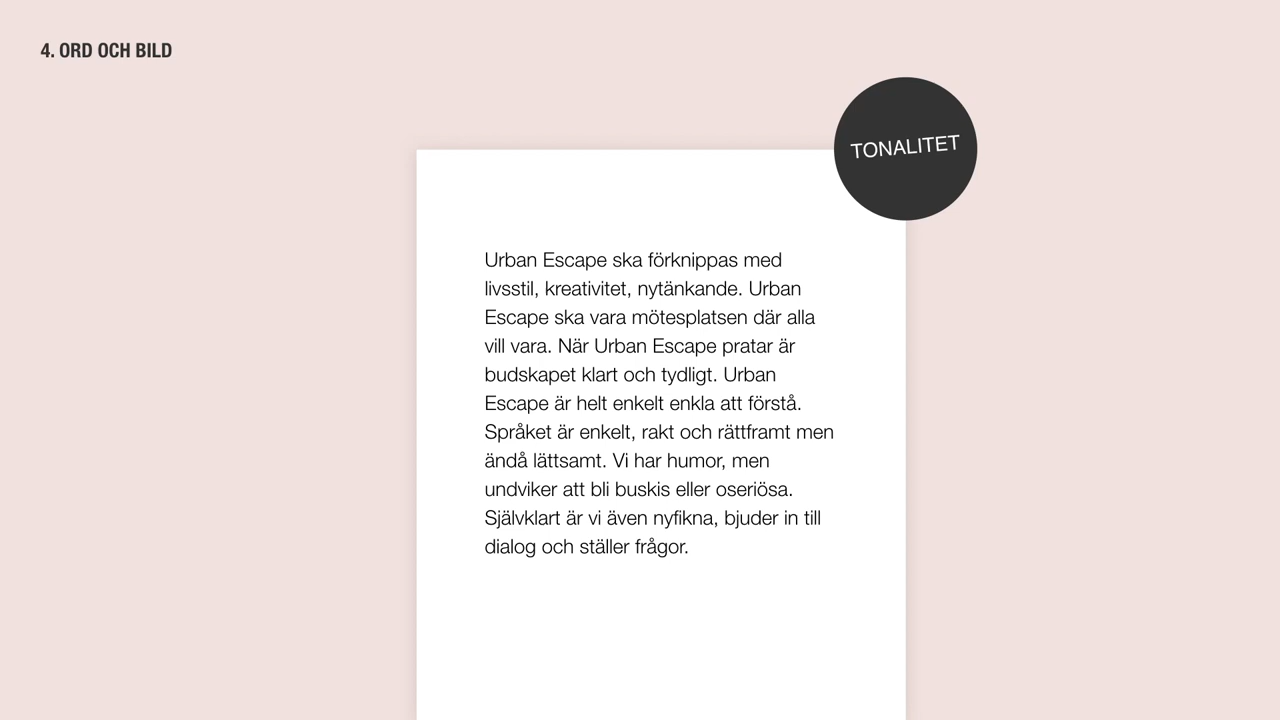 4. ORD OCH BILD
TONALITET
Urban Escape ska förknippas med
livsstil, kreativitet, nytänkande. Urban
Escape ska vara mötesplatsen där alla
vill vara. När Urban Escape pratar är
budskapet klart och tydligt. Urban
Escape är helt enkelt enkla att förstå.
Språket är enkelt, rakt och rättframt men
ändå lättsamt. Vi har humor, men
undviker att bli buskis eller oseriösa.
Självklart är vi även nyfikna, bjuder in till
dialog och ställer frågor.